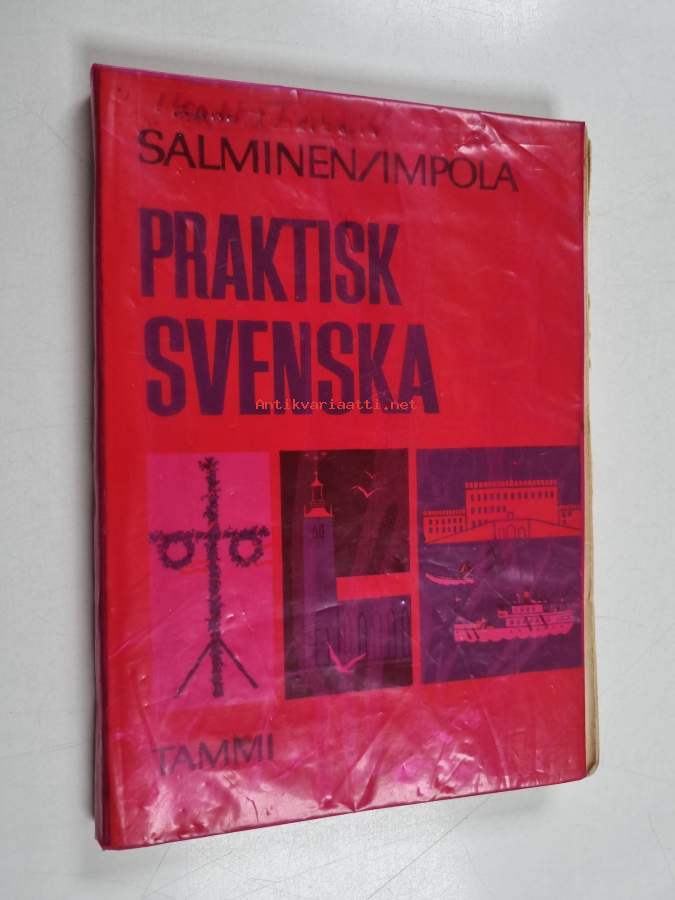 SALMINEN/IMPOLA
PRAKTISK
SVENSKA
Antikvariaatti.net
TAMMI